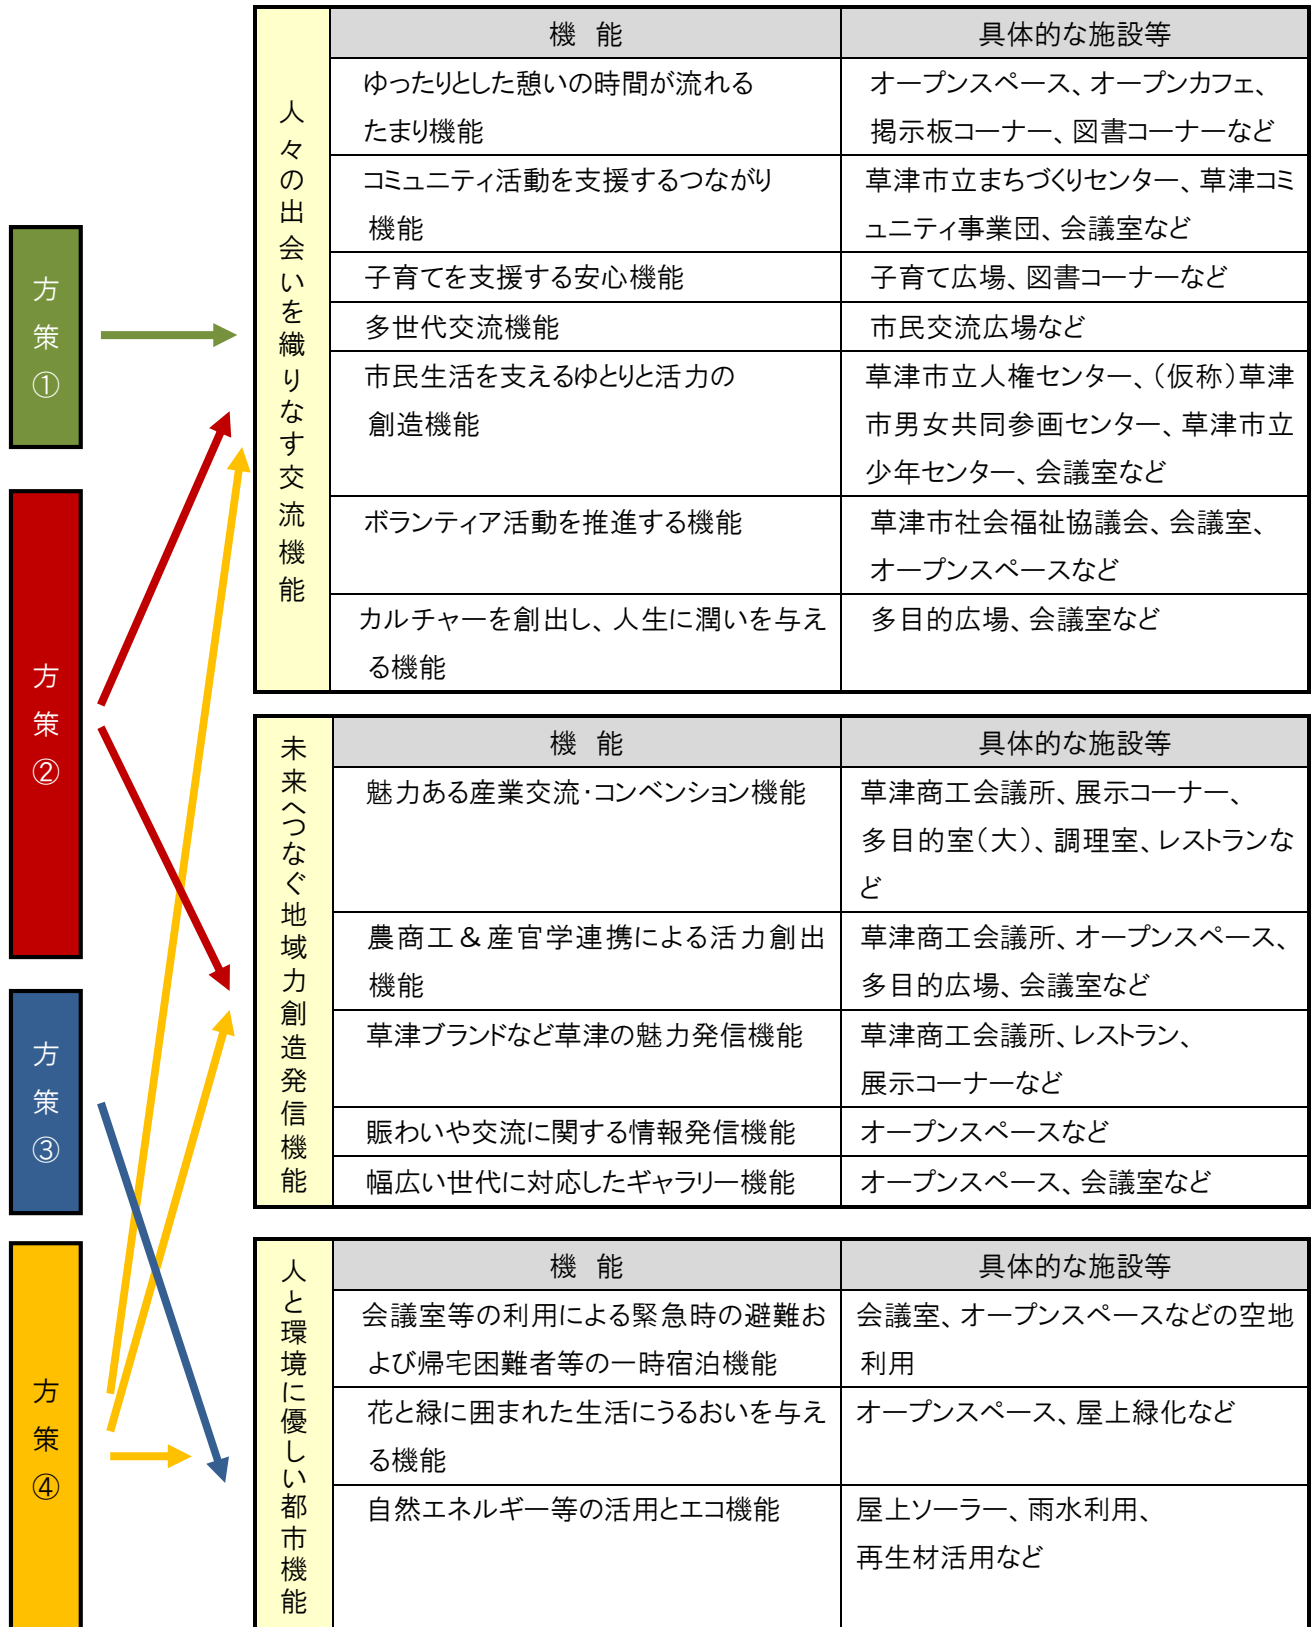 方策①
方策②
方策③
方策④
人々の出会いを織りなす交流機能
機 能
具体的な施設等
ゆったりとした憩いの時間が流れる
たまり機能
オープンスペース、オープンカフェ、
掲示板コーナー、図書コーナーなど
コミュニティ活動を支援するつながり
機能
草津市立まちづくりセンター、草津コミ
ュニティ事業団、会議室など
子育てを支援する安心機能
子育て広場、図書コーナーなど
多世代交流機能
市民交流広場など
市民生活を支えるゆとりと活力の
創造機能
草津市立人権センター、（仮称）草津
市男女共同参画センター、草津市立
少年センター、会議室など
ボランティア活動を推進する機能
草津市社会福祉協議会、会議室、
オープンスペースなど
カルチャーを創出し、人生に潤いを与え
る機能
多目的広場、会議室など
未来へつなぐ地域力創造発信機能
機 能
具体的な施設等
魅力ある産業交流・コンベンション機能
草津商工会議所、展示コーナー、
多目的室（大）、調理室、レストランな
ど
農商工＆産官学連携による活力創出
機能
草津商工会議所、オープンスペース、
多目的広場、会議室など
草津ブランドなど草津の魅力発信機能
草津商工会議所、レストラン、
展示コーナーなど
賑わいや交流に関する情報発信機能
オープンスペースなど
幅広い世代に対応したギャラリー機能
オープンスペース、会議室など
人と環境に優しい都市機能
機 能
具体的な施設等
会議室等の利用による緊急時の避難お
よび帰宅困難者等の一時宿泊機能
会議室、オープンスペースなどの空地
利用
花と緑に囲まれた生活にうるおいを与え
る機能
オープンスペース、屋上緑化など
自然エネルギー等の活用とエコ機能
屋上ソーラー、雨水利用、
再生材活用など